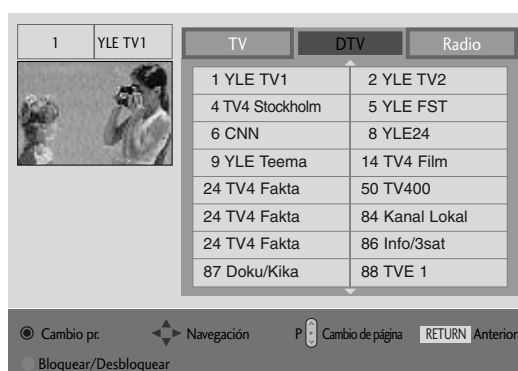 1 YLE TV1
TV DTV Radio
1 YLE TV1 2 YLE TV2
4 TV4 Stockholm 5 YLE FST
6 CNN 8 YLE24
9 YLE Teema 14 TV4 Film
24 TV4 Fakta 50 TV400
24 TV4 Fakta 84 Kanal Lokal
24 TV4 Fakta 86 Info/3sat
87 Doku/Kika 88 TVE 1
Cambio pr. Navegación P Cambio de página RETURN Anterior
Bloquear/Desbloquear